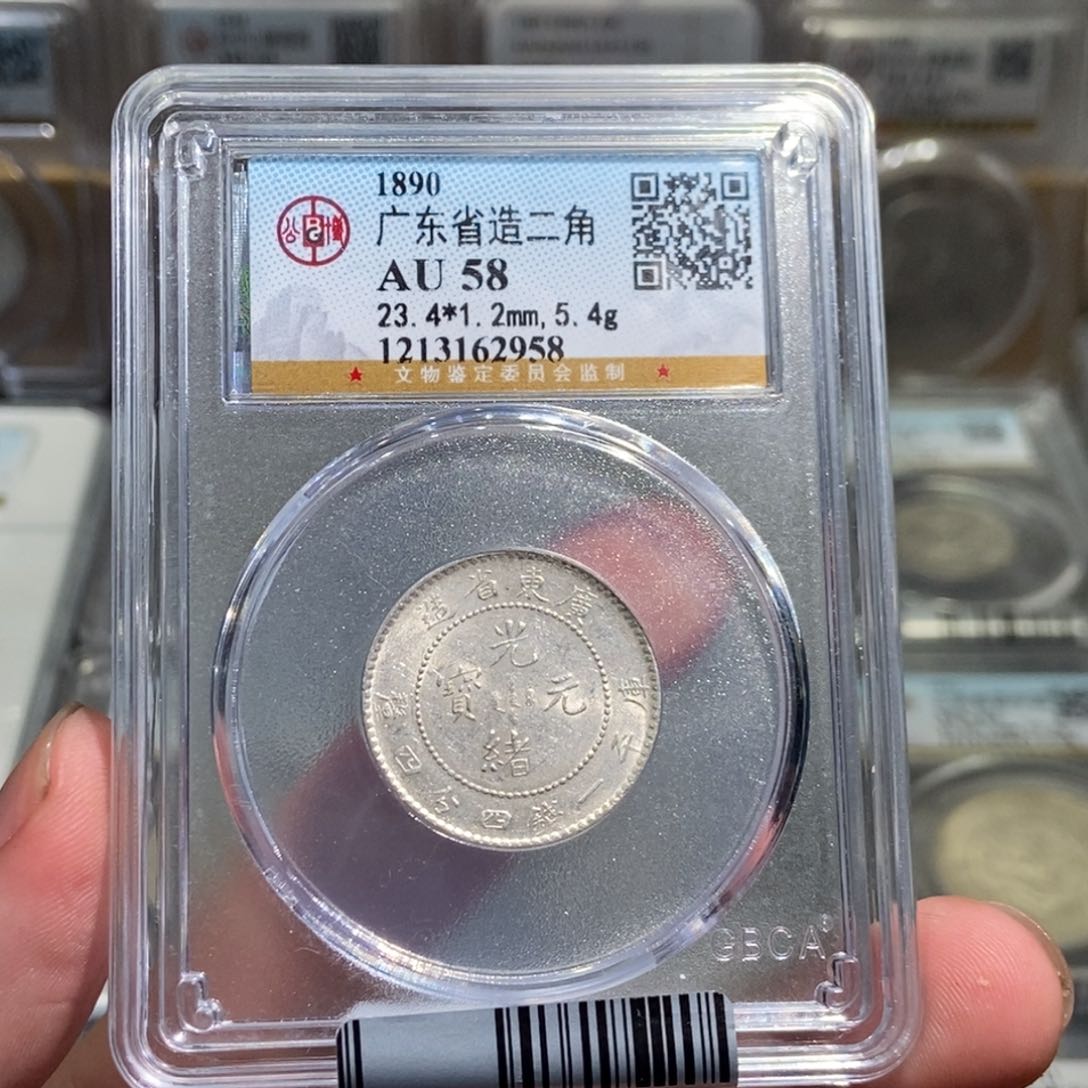 1890
广东省造二角
AU 58
23.4*1.2mm, 5.4g
1213162958
★ 文物鉴定委员会监制 ★
公 博
廣東省造
光
寶 元
緒
庫平一錢四分四釐
GBCA